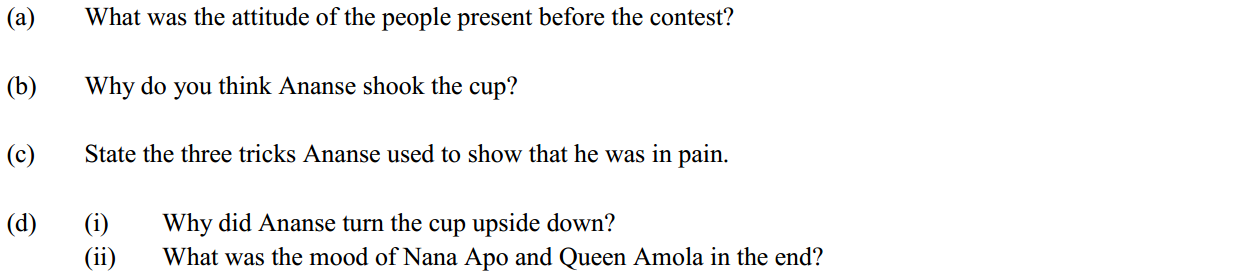 (a) What was the attitude of the people present before the contest?
(b) Why do you think Ananse shook the cup?
(c) State the three tricks Ananse used to show that he was in pain.
(d) (i) Why did Ananse turn the cup upside down?
(ii) What was the mood of Nana Apo and Queen Amola in the end?